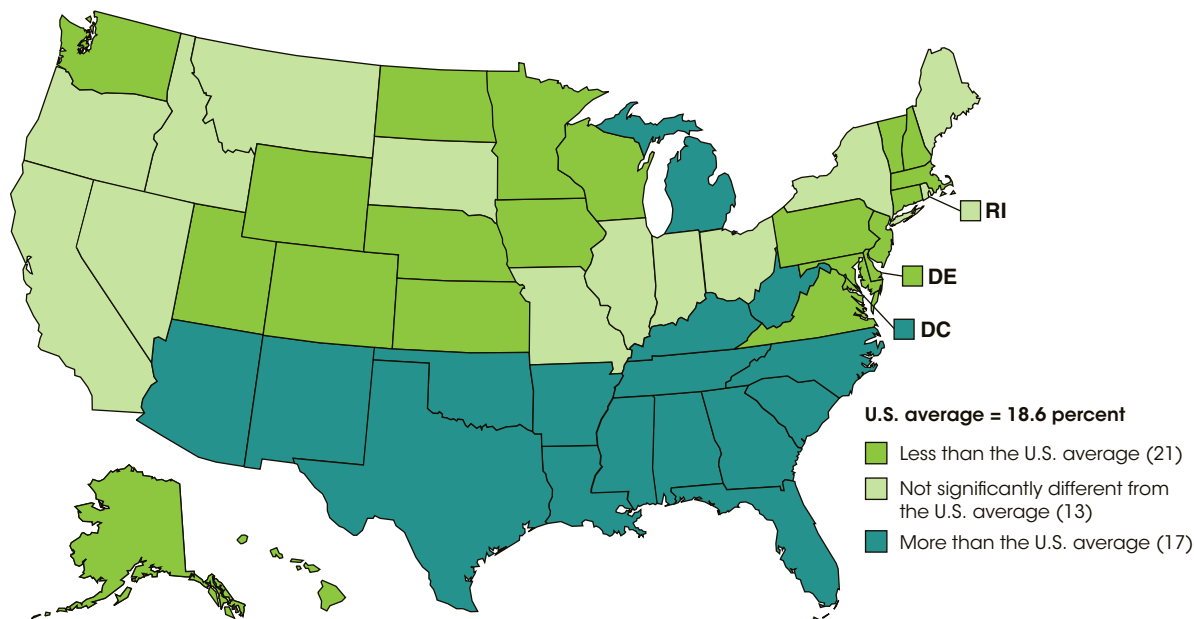 RI
DE
DC
U.S. average = 18.6 percent
Less than the U.S. average (21)
Not significantly different from
the U.S. average (13)
More than the U.S. average (17)